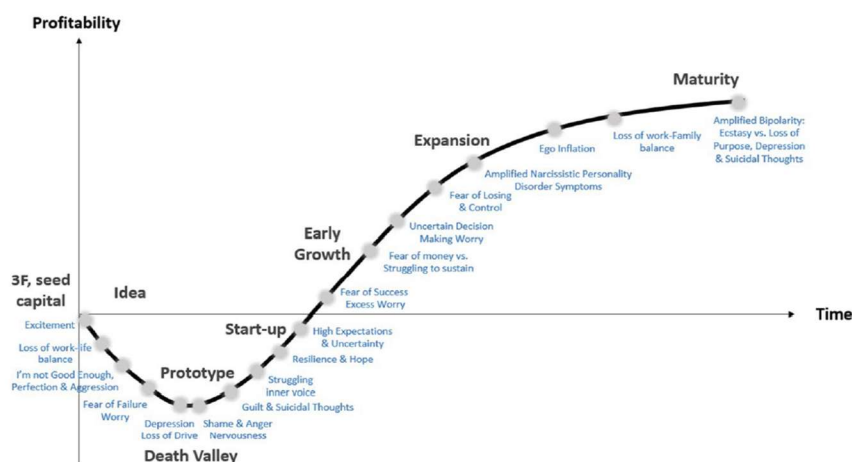 Profitability
Maturity
Amplified Bipolarity:
Ecstasy vs. Loss of
Purpose, Depression
& Suicidal Thoughts
Loss of work-Family
balance
Ego Inflation
Expansion
Amplified Narcissistic Personality
Disorder Symptoms
Fear of Losing
& Control
Uncertain Decision
Making Worry
Early
Growth
Fear of money vs.
Struggling to sustain
3F, seed
capital
Idea
Fear of Success
Excess Worry
Time
Excitement
Start-up
High Expectations
& Uncertainty
Loss of work-life
balance
Resilience & Hope
I'm not Good Enough,
Perfection & Aggression
Prototype
Struggling
inner voice
Fear of Failure
Worry
Guilt & Suicidal Thoughts
Depression
Loss of Drive
Shame & Anger
Nervousness
Death Valley